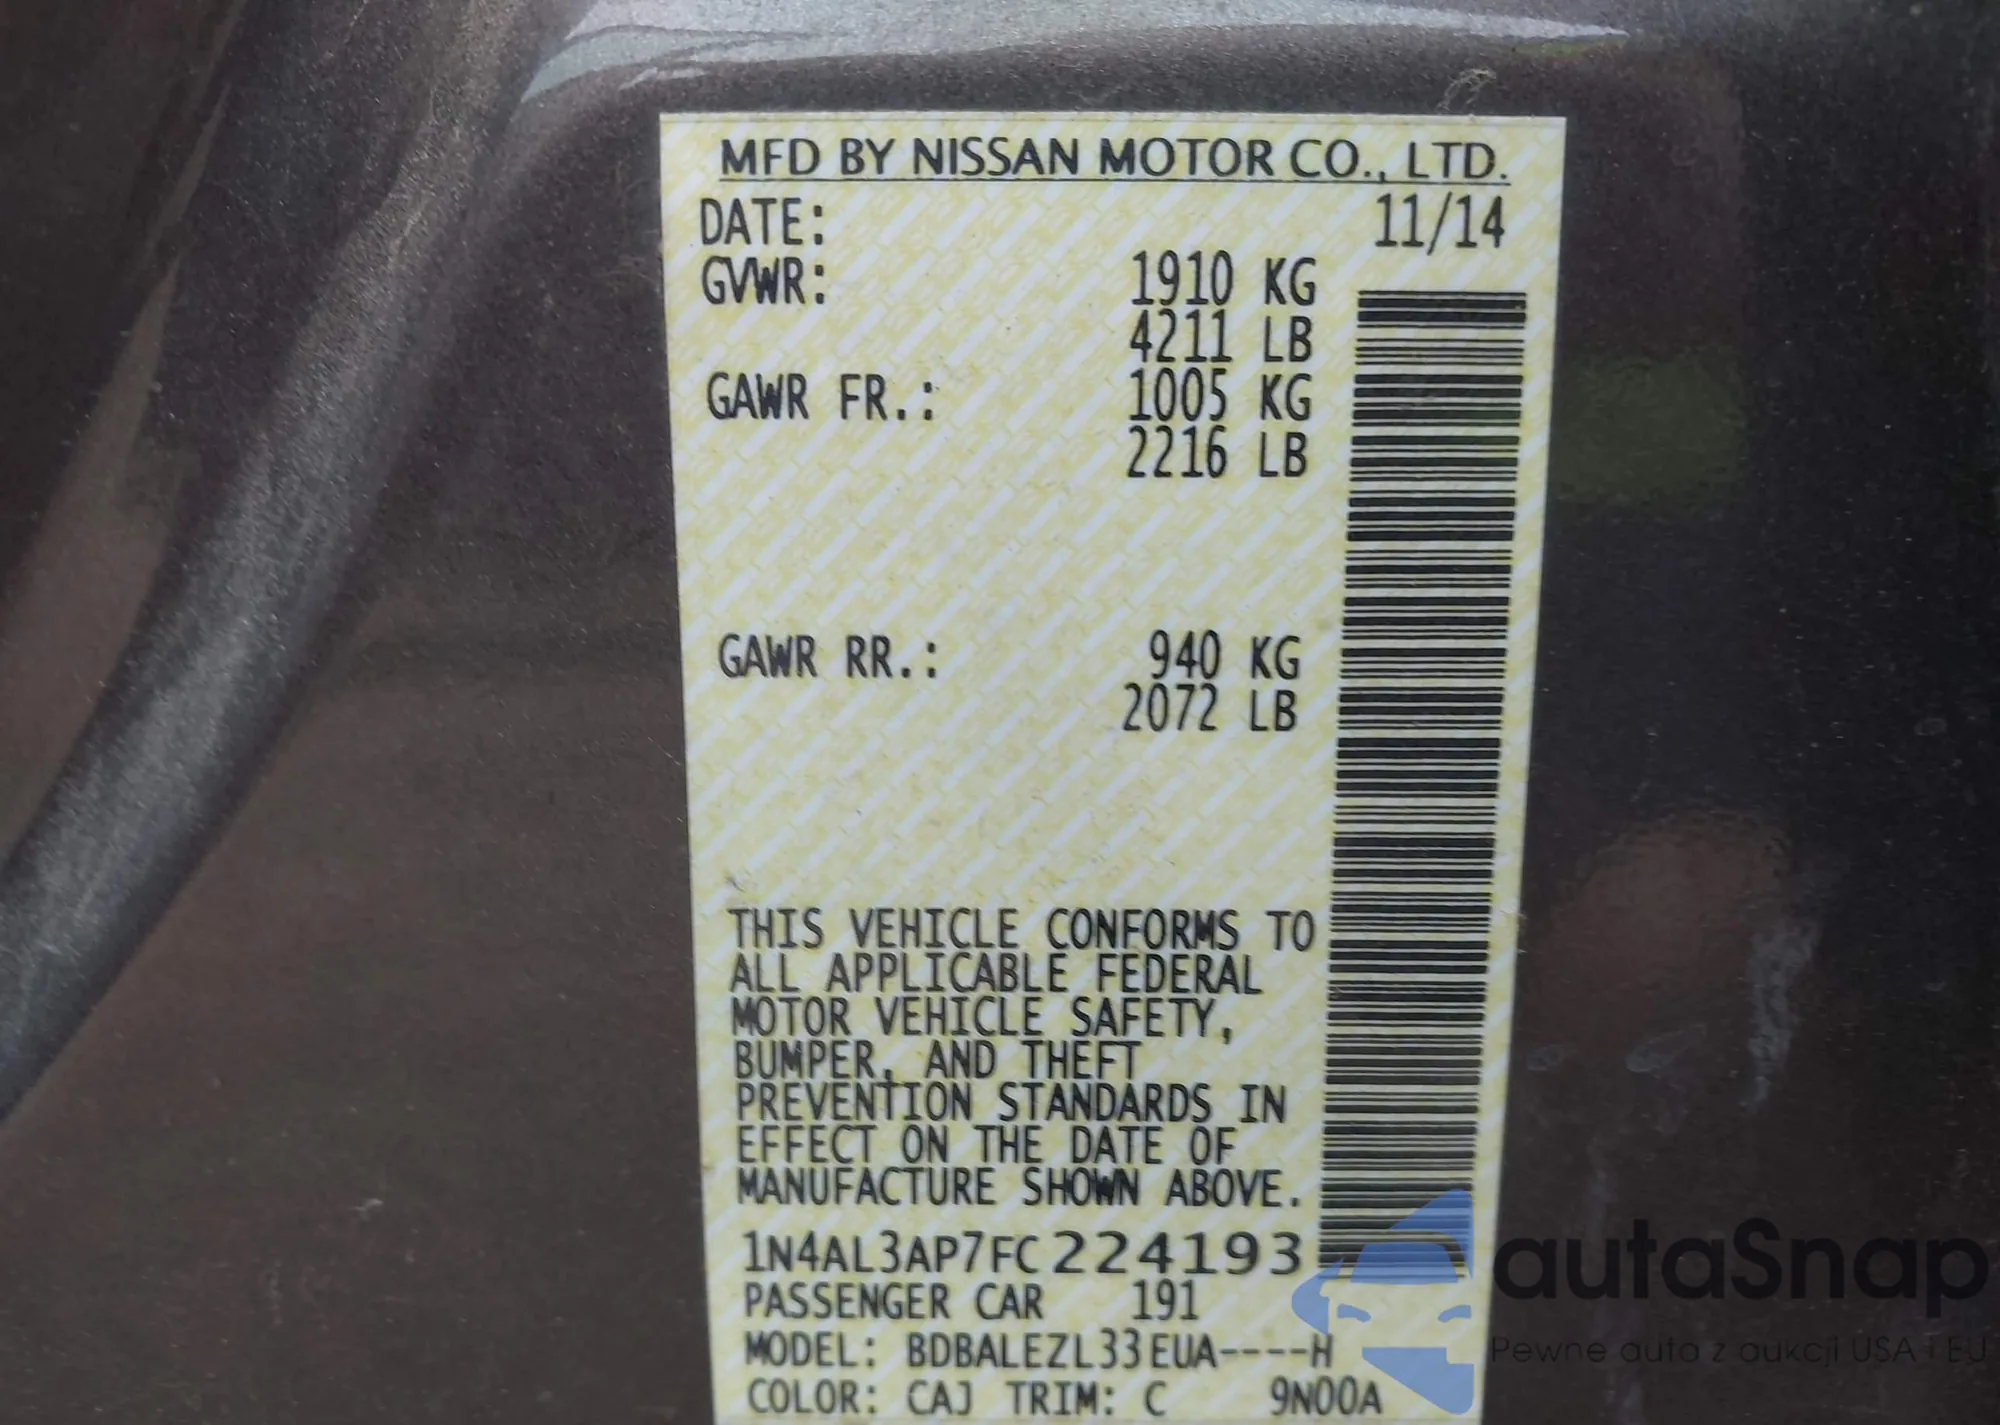 MFD BY NISSAN MOTOR CO., LTD.
DATE: 11/14
GVWR: 1910 KG
4211 LB
GAWR FR.: 1005 KG
2216 LB
GAWR RR.: 940 KG
2072 LB
THIS VEHICLE CONFORMS TO
ALL APPLICABLE FEDERAL
MOTOR VEHICLE SAFETY,
BUMPER, AND THEFT
PREVENTION STANDARDS IN
EFFECT ON THE DATE OF
MANUFACTURE SHOWN ABOVE.
1N4AL3AP7FC224193
PASSENGER CAR 191
MODEL: BDBALEZL33EUA----H
COLOR: CAJ TRIM: C 9N00A
autaSnap
Pewne auta z aukcji USA i EU